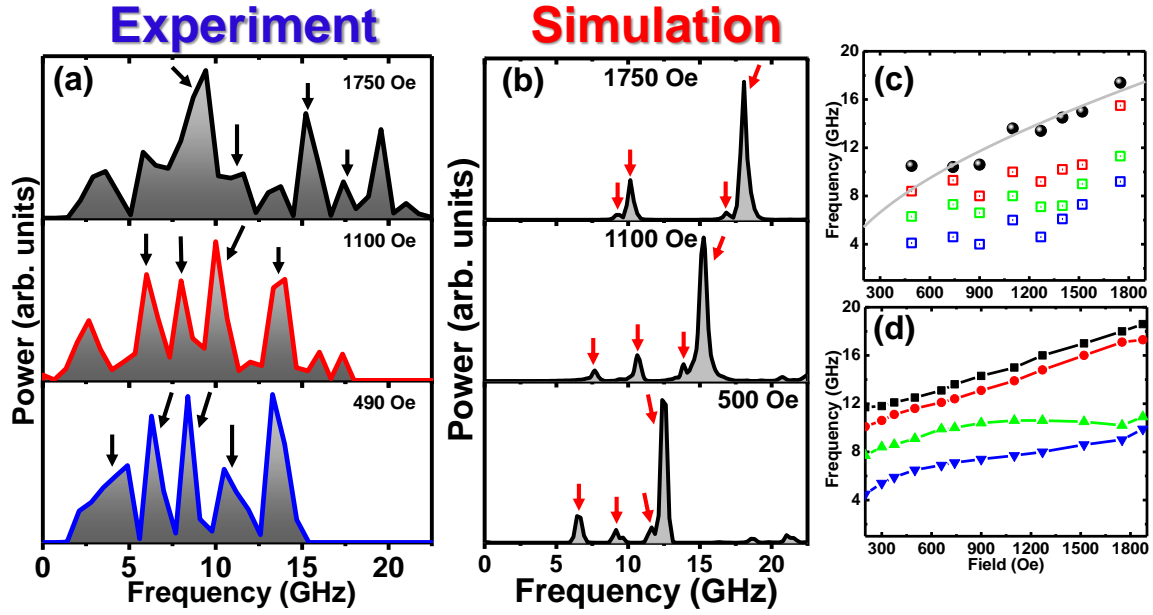 Experiment
Simulation
(a)
1750 Oe
1100 Oe
490 Oe
Power (arb. units)
0 5 10 15 20
Frequency (GHz)
(b)
1750 Oe
1100 Oe
500 Oe
Power (arb. units)
0 5 10 15 20
Frequency (GHz)
(c)
20
16
12
8
4
Frequency (GHz)
300 600 900 1200 1500 1800
(d)
20
16
12
8
4
Frequency (GHz)
300 600 900 1200 1500 1800
Field (Oe)